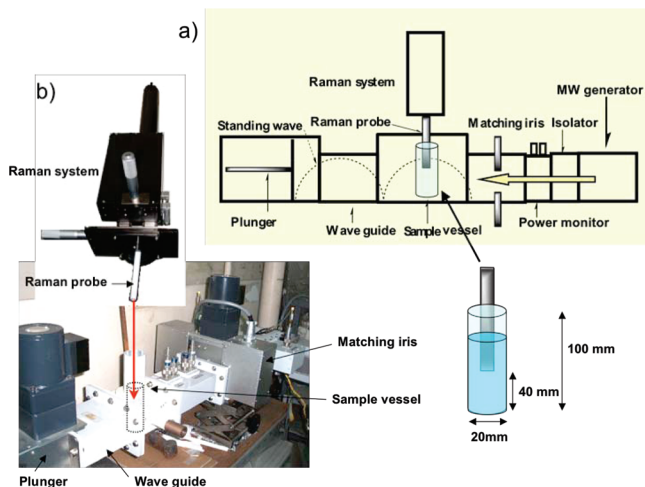 a)
Raman system
MW generator
Raman probe
Matching iris
Isolator
Standing wave
Plunger
Wave guide
Sample vessel
Power monitor
b)
Raman system
Raman probe
Matching iris
Sample vessel
Plunger
Wave guide
100 mm
40 mm
20mm